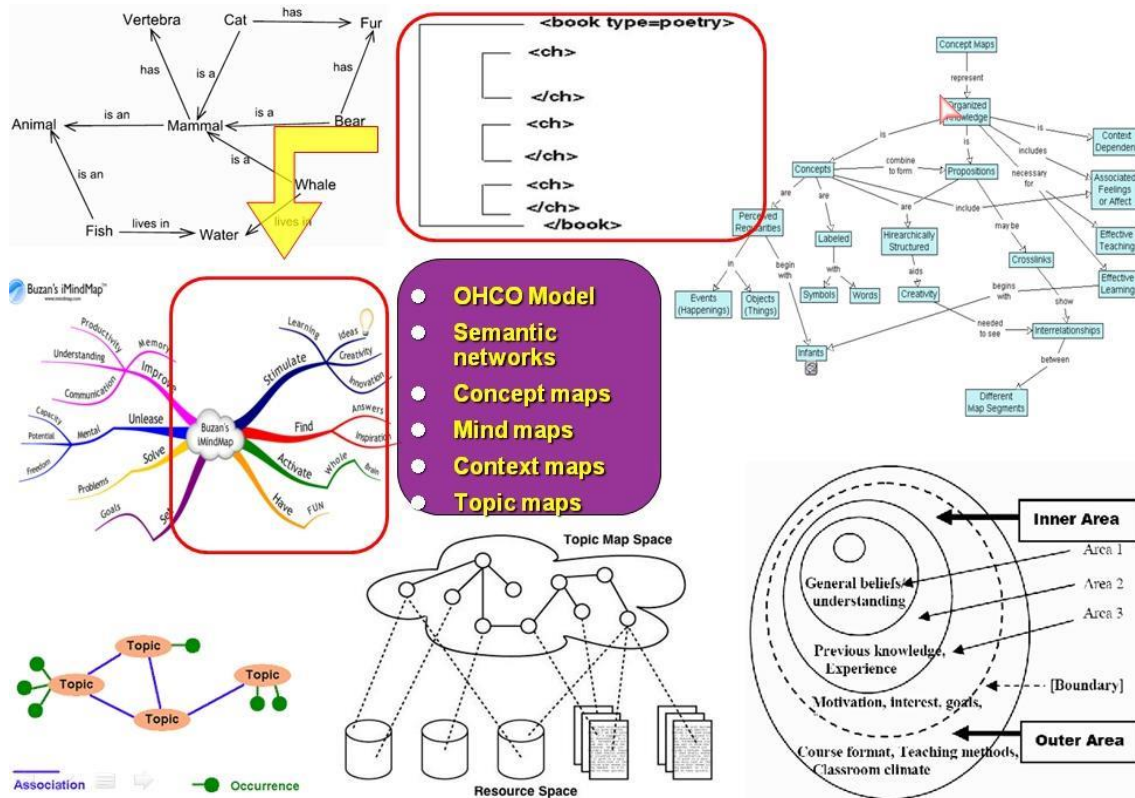 Vertebra
Cat
has
Fur
has
is a
has
Animal
is an
Mammal
is a
Bear
is an
is a
Whale
Fish
lives in
Water
lives in
<book type=poetry>
<ch>
</ch>
<ch>
</ch>
<ch>
</ch>
</book>
Concept Maps
represent
Organized
Knowledge
is
is
is
includes
necessary
for
Context
Dependent
Concepts
combine
to form
Propositions
Associated
Feelings
or Affect
are
are
include
are
may be
Perceived
Regularities
Labeled
Hirearchically
Structured
Effective
Teaching
Crosslinks
Effective
Learning
in
begin
with
with
aids
begins
with
show
Events
(Happenings)
Objects
(Things)
Symbols
Words
Creativity
needed
to see
Interrelationships
Infants
between
Different
Map Segments
Buzan's iMindMap™
www.imindmap.com
Productivity
Memory
Understanding
Improve
Communication
Capacity
Potential
Mental
Unlease
Freedom
Solve
Problems
Goals
Set
Buzan's
iMindMap
Learning
Ideas
Stimulate
Creativity
Innovation
Find
Answers
Inspiration
Activate
Whole
Brain
Have
FUN
OHCO Model
Semantic
networks
Concept maps
Mind maps
Context maps
Topic maps
Topic Map Space
Resource Space
Topic
Topic
Topic
Topic
Association
Occurrence
Inner Area
Area 1
General beliefs/
understanding
Area 2
Area 3
Previous knowledge,
Experience
[Boundary]
Motivation, interest, goals,
Outer Area
Course format, Teaching methods,
Classroom climate